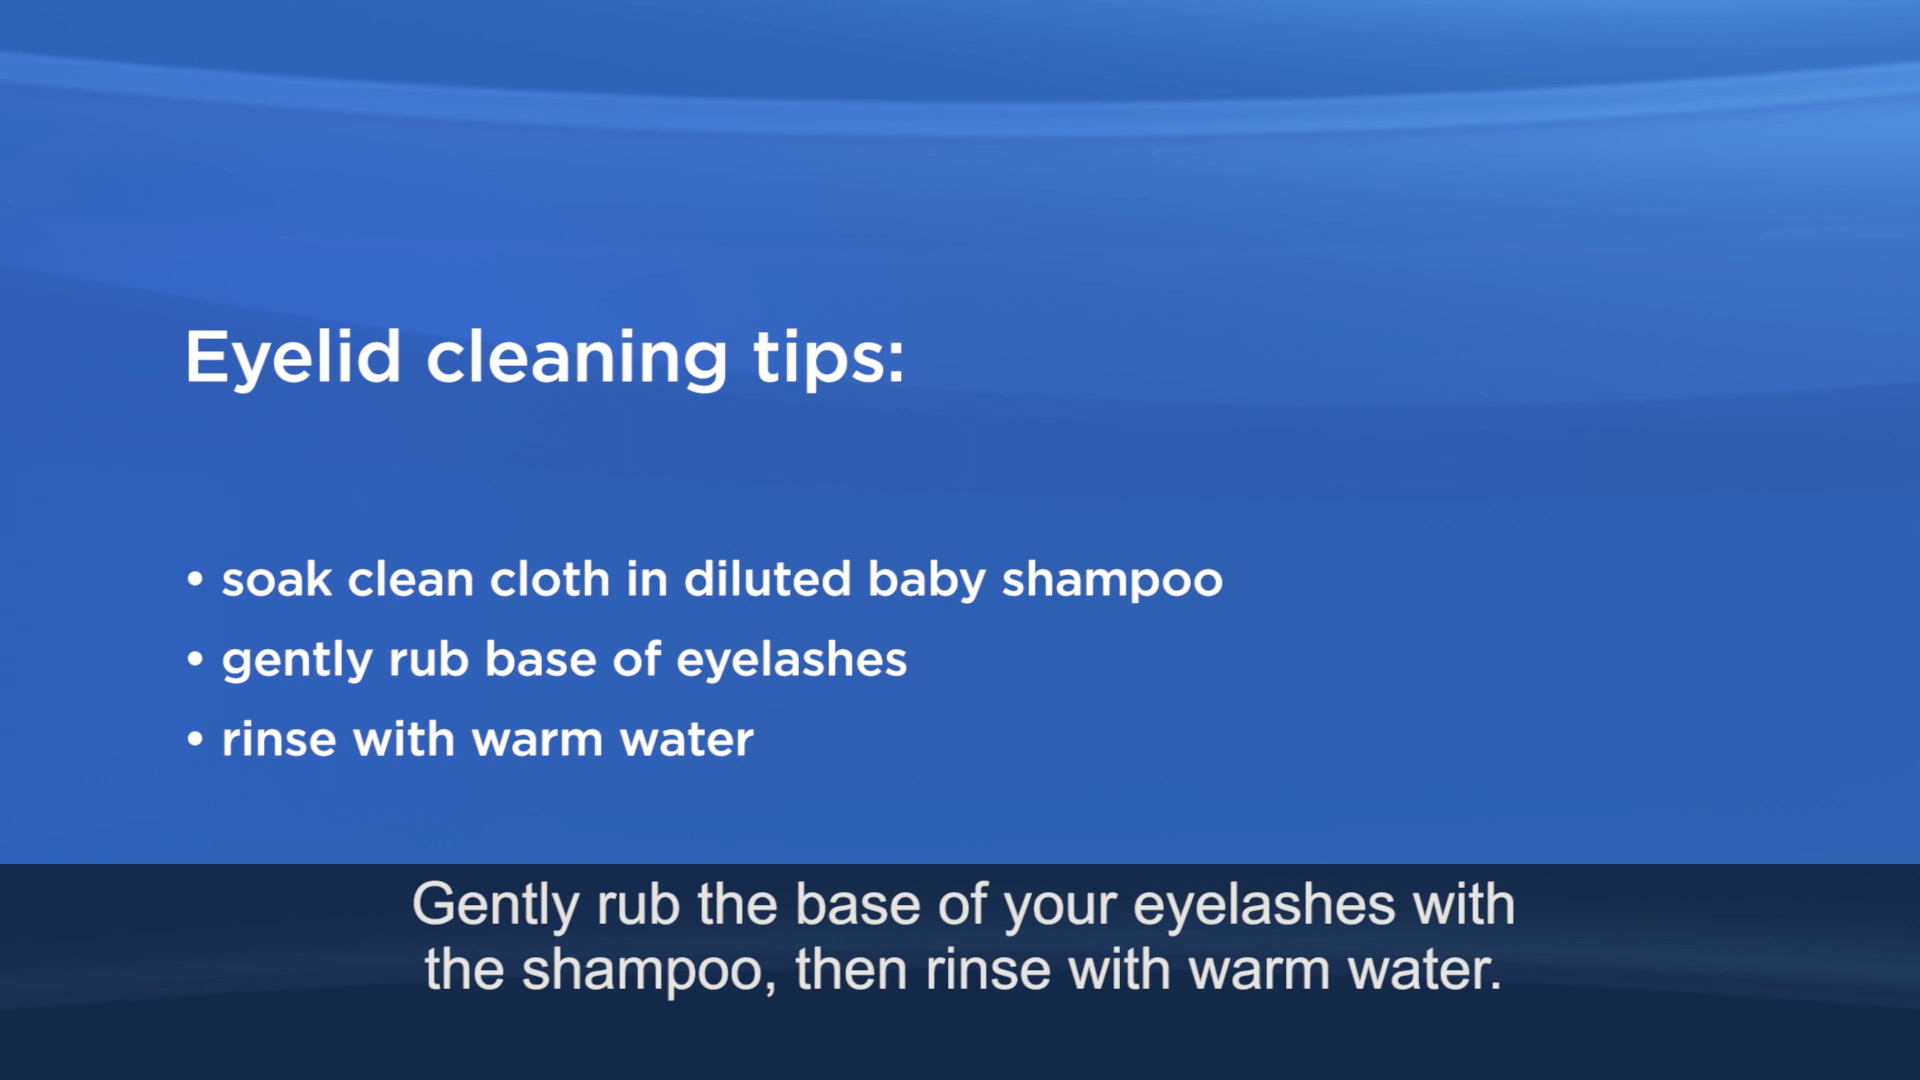 Eyelid cleaning tips:
• soak clean cloth in diluted baby shampoo
• gently rub base of eyelashes
• rinse with warm water
Gently rub the base of your eyelashes with
the shampoo, then rinse with warm water.